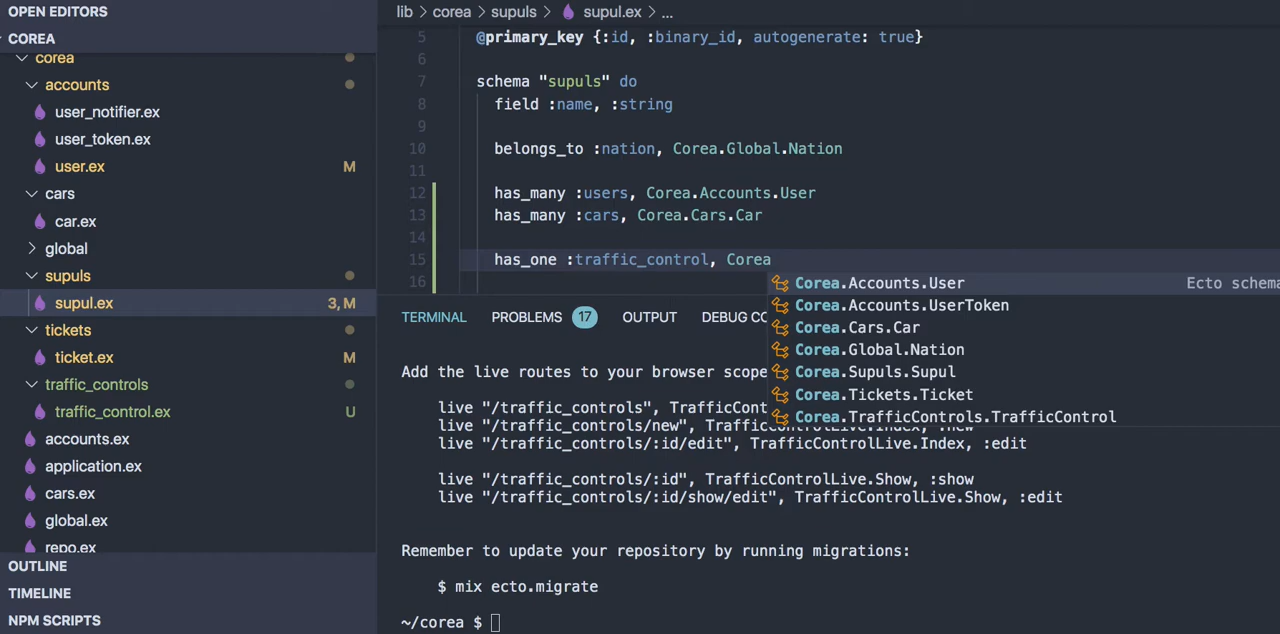 OPEN EDITORS
COREA
corea
accounts
user_notifier.ex
user_token.ex
user.ex M
cars
car.ex
global
supuls
supul.ex 3, M
tickets
ticket.ex M
traffic_controls
traffic_control.ex U
accounts.ex
application.ex
cars.ex
global.ex
repo.ex
OUTLINE
TIMELINE
NPM SCRIPTS
lib > corea > supuls > supul.ex > ...
5 @primary_key {:id, :binary_id, autogenerate: true}
6
7 schema "supuls" do
8 field :name, :string
9
10 belongs_to :nation, Corea.Global.Nation
11
12 has_many :users, Corea.Accounts.User
13 has_many :cars, Corea.Cars.Car
14
15 has_one :traffic_control, Corea
16
Corea.Accounts.User Ecto schema
Corea.Accounts.UserToken
Corea.Cars.Car
Corea.Global.Nation
Corea.Supuls.Supul
Corea.Tickets.Ticket
Corea.TrafficControls.TrafficControl
TERMINAL PROBLEMS 17 OUTPUT DEBUG CO
Add the live routes to your browser scope
live "/traffic_controls", TrafficCont
live "/traffic_controls/new", TrafficControlLive.Index, :new
live "/traffic_controls/:id/edit", TrafficControlLive.Index, :edit
live "/traffic_controls/:id", TrafficControlLive.Show, :show
live "/traffic_controls/:id/show/edit", TrafficControlLive.Show, :edit
Remember to update your repository by running migrations:
$ mix ecto.migrate
~/corea $